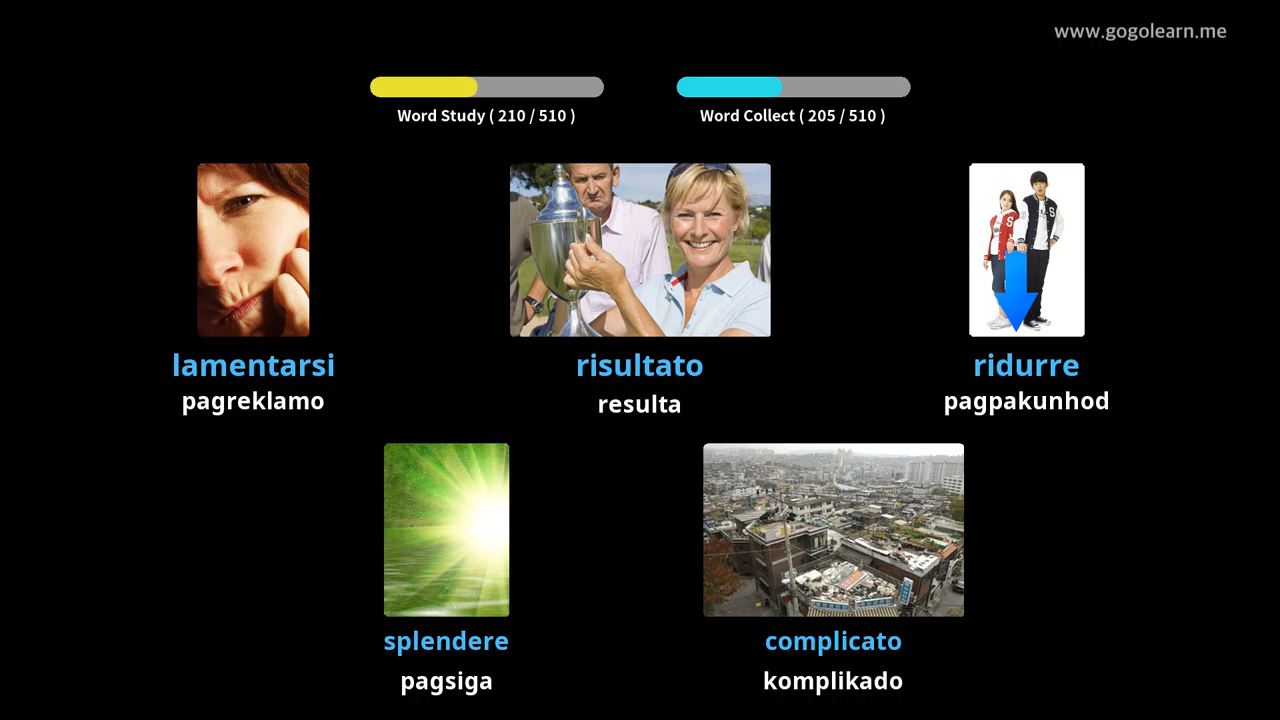 www.gogolearn.me
Word Study ( 210 / 510 )
Word Collect ( 205 / 510 )
lamentarsi
pagreklamo
risultato
resulta
ridurre
pagpakunhod
splendere
pagsiga
complicato
komplikado